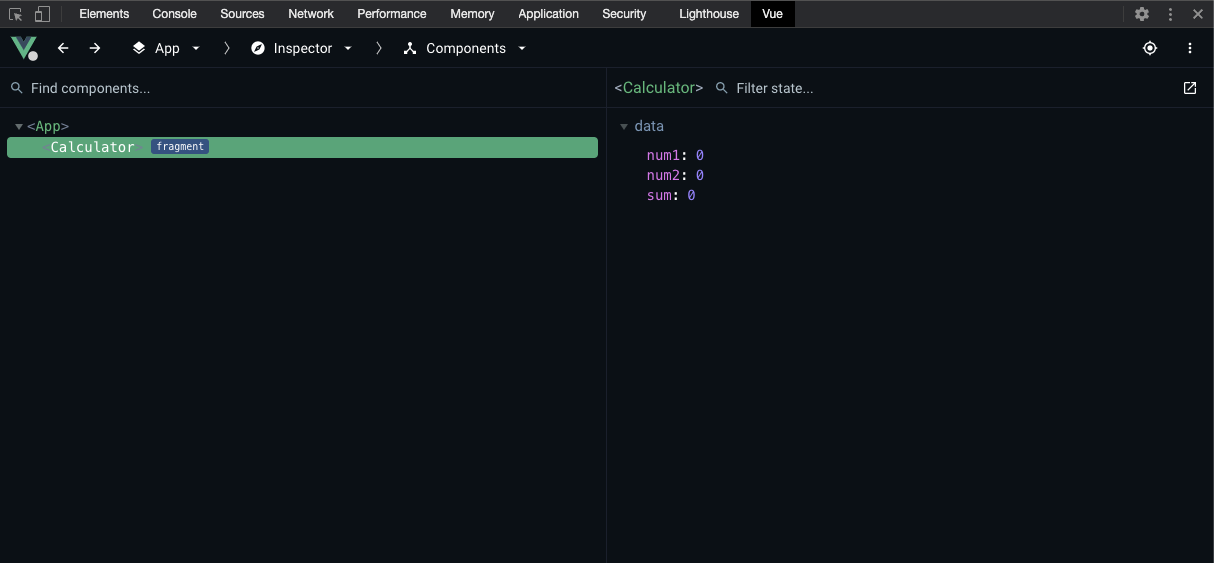 Elements Console Sources Network Performance Memory Application Security Lighthouse Vue
App Inspector Components
Find components...
<Calculator> Filter state...
<App>
<Calculator> fragment
data
num1: 0
num2: 0
sum: 0